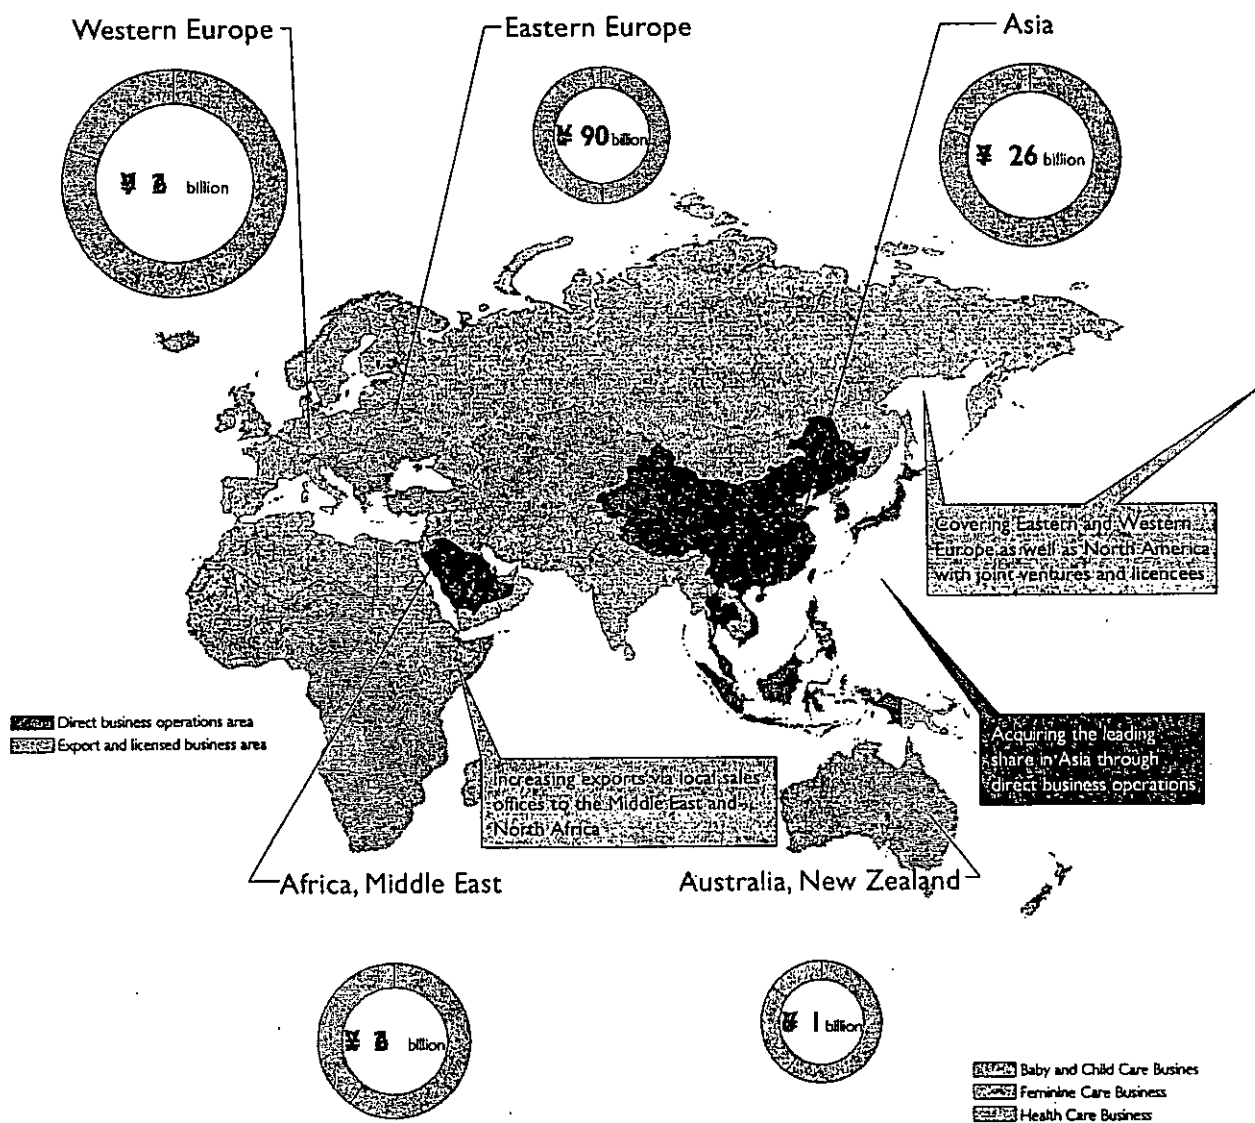 Western Europe
Eastern Europe
Asia
¥ billion
¥ 90 billion
¥ 26 billion
Covering Eastern and Western
Europe as well as North America
with joint ventures and licencees
Direct business operations area
Export and licensed business area
Acquiring the leading
share in Asia through
direct business operations
Increasing exports via local sales
offices to the Middle East and
North Africa
Africa, Middle East
Australia, New Zealand
¥ billion
¥ 1 billion
Baby and Child Care Busines
Feminine Care Business
Health Care Business